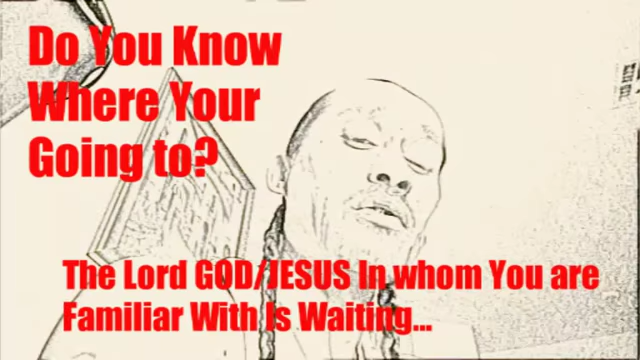 Do You Know
Where Your
Going to?
The Lord GOD/JESUS In whom You are
Familiar With Is Waiting...